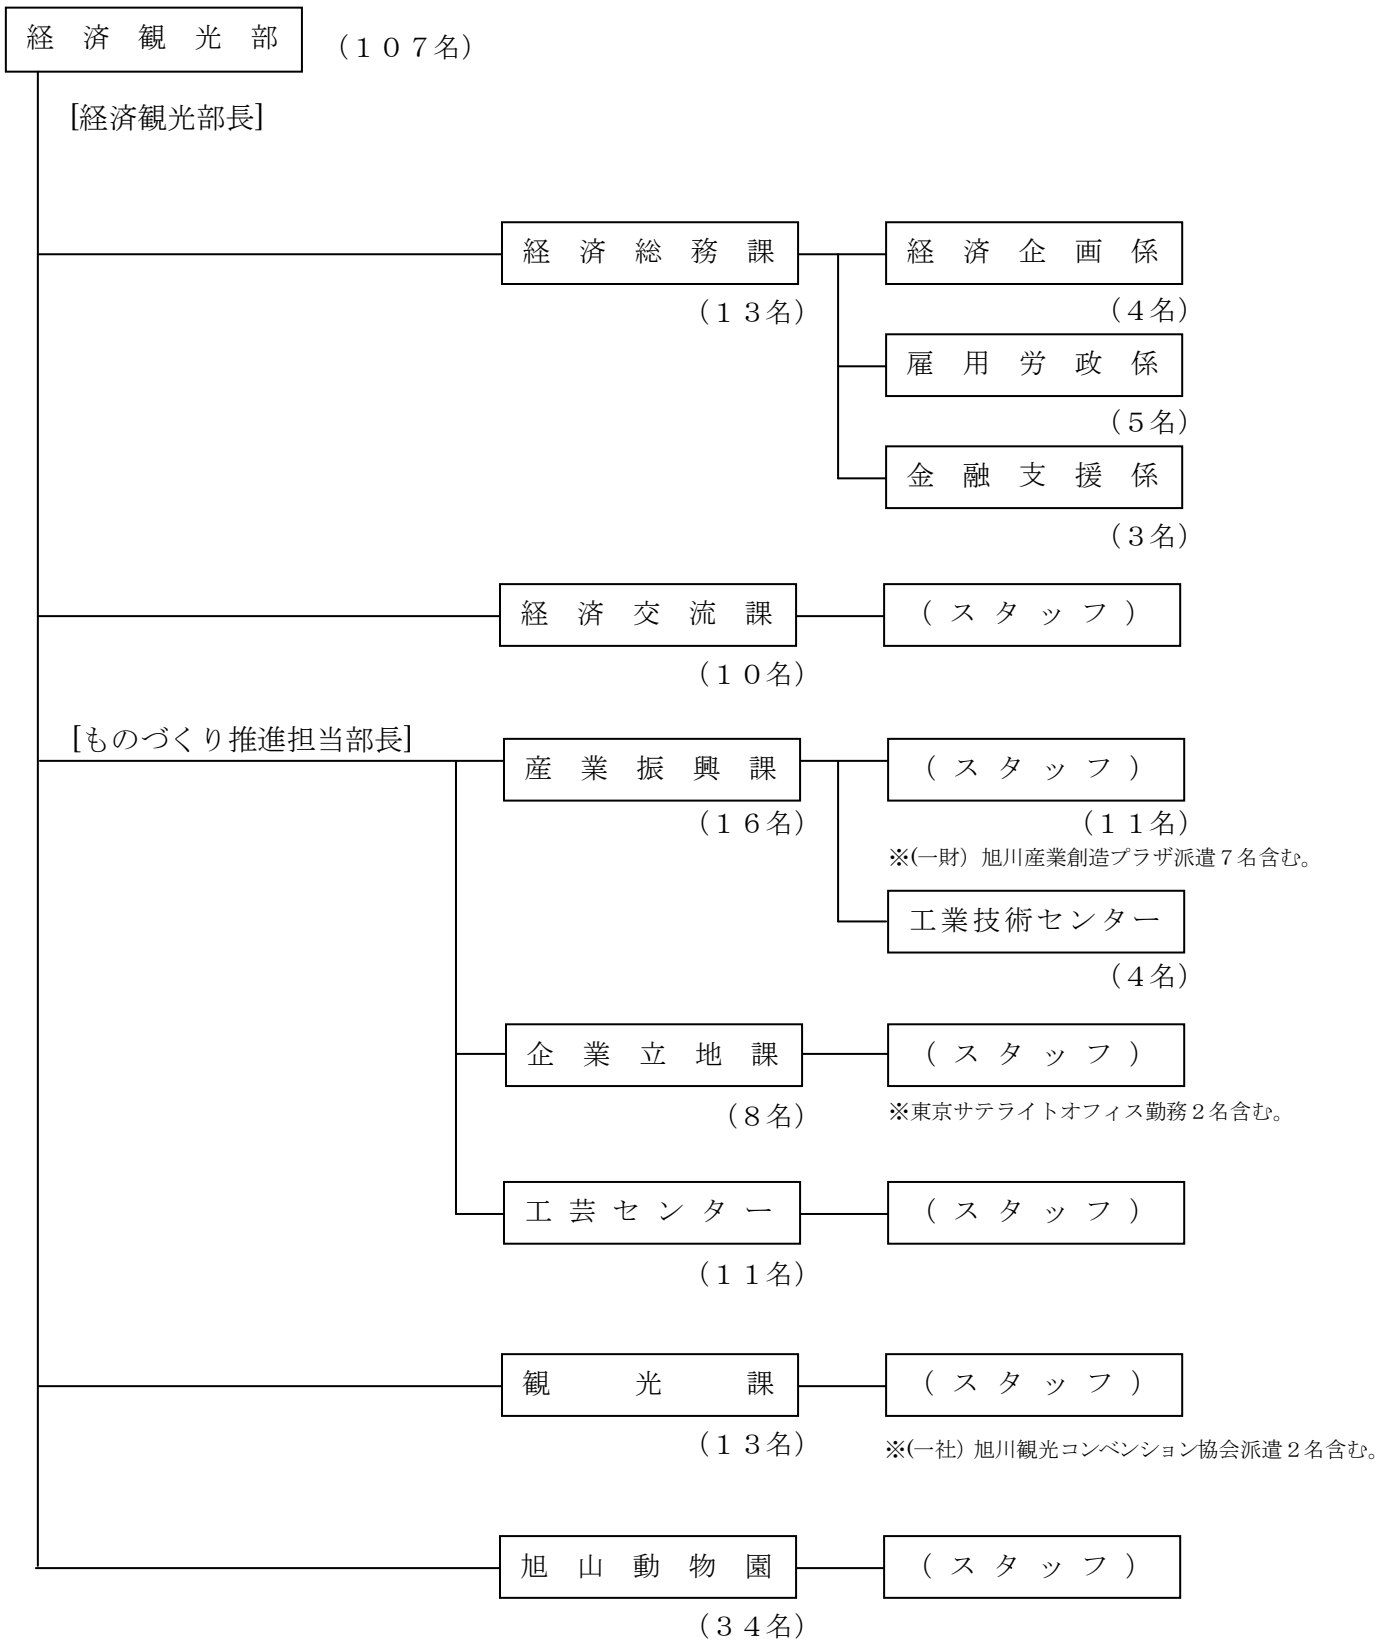 経済観光部 （１０７名）
[経済観光部長]
経済総務課 経済企画係
（１３名） （４名）
雇用労政係
（５名）
金融支援係
（３名）
経済交流課 （スタッフ）
（１０名）
[ものづくり推進担当部長]
産業振興課 （スタッフ）
（１６名） （１１名）
※(一財）旭川産業創造プラザ派遣７名含む。
工業技術センター
（４名）
企業立地課 （スタッフ）
（８名） ※東京サテライトオフィス勤務２名含む。
工芸センター （スタッフ）
（１１名）
観光課 （スタッフ）
（１３名） ※(一社）旭川観光コンベンション協会派遣２名含む。
旭山動物園 （スタッフ）
（３４名）